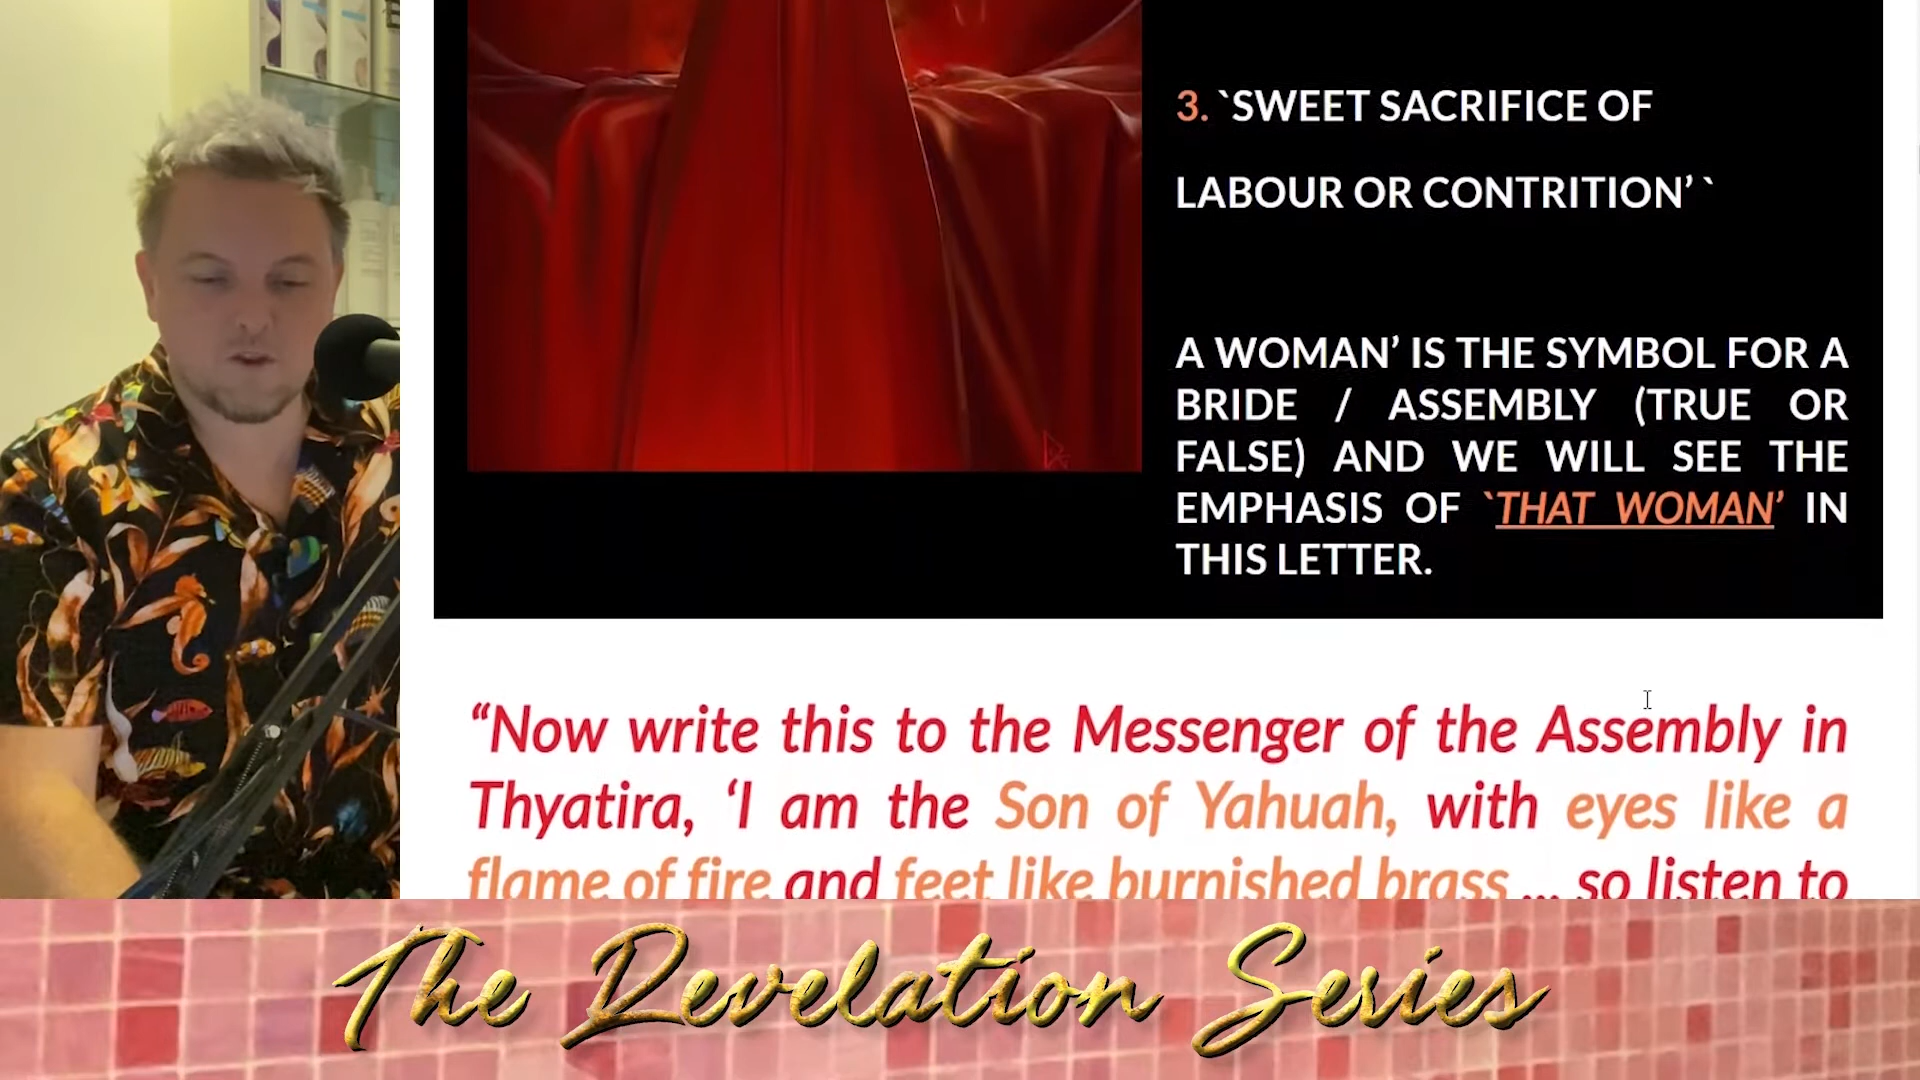 3. `SWEET SACRIFICE OF
LABOUR OR CONTRITION’ `
A WOMAN’ IS THE SYMBOL FOR A
BRIDE / ASSEMBLY (TRUE OR
FALSE) AND WE WILL SEE THE
EMPHASIS OF `THAT WOMAN’ IN
THIS LETTER.
“Now write this to the Messenger of the Assembly in
Thyatira, ‘I am the Son of Yahuah, with eyes like a
flame of fire and feet like burnished brass ... so listen to
The Revelation Series